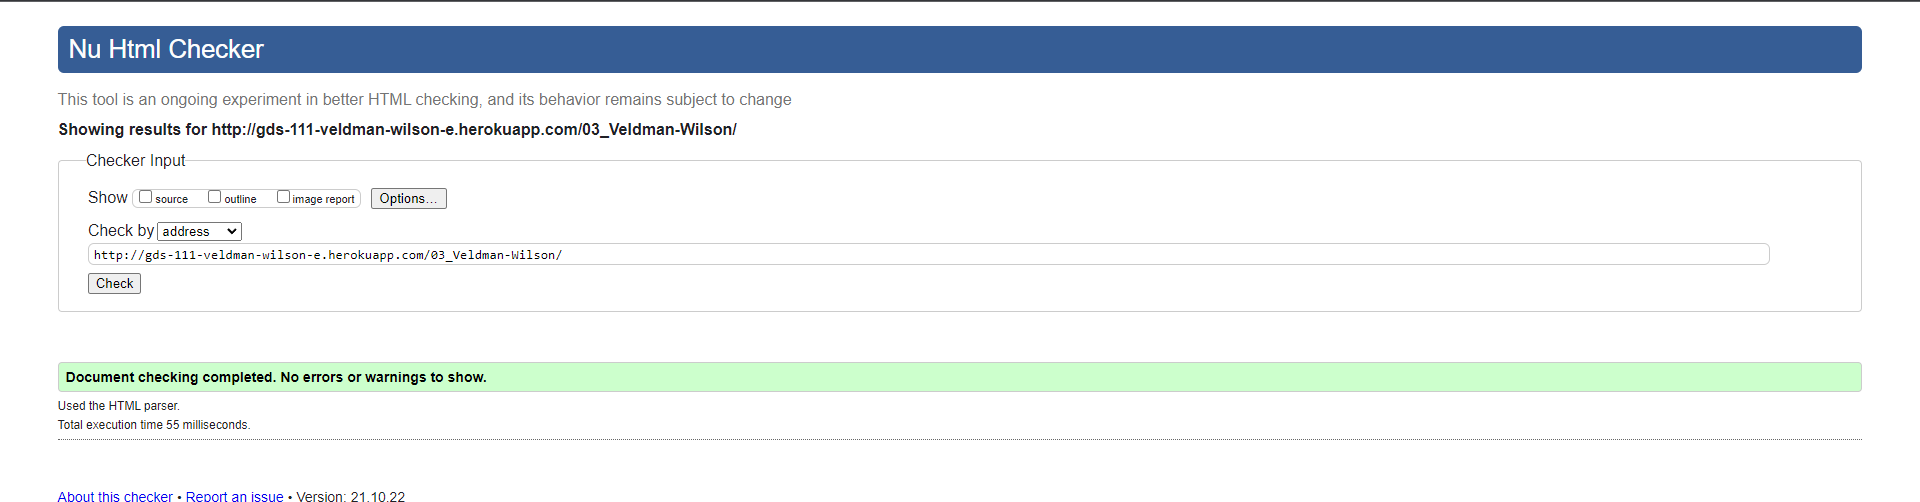 Nu Html Checker
This tool is an ongoing experiment in better HTML checking, and its behavior remains subject to change
Showing results for http://gds-111-veldman-wilson-e.herokuapp.com/03_Veldman-Wilson/
Checker Input
Show source outline image report Options...
Check by address
http://gds-111-veldman-wilson-e.herokuapp.com/03_Veldman-Wilson/
Check
Document checking completed. No errors or warnings to show.
Used the HTML parser.
Total execution time 55 milliseconds.
About this checker • Report an issue • Version: 21.10.22